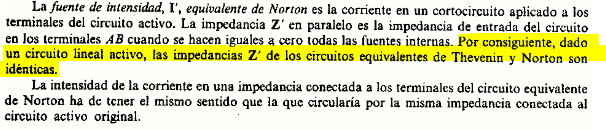 La fuente de intensidad, I', equivalente de Norton es la corriente en un cortocircuito aplicado a los
terminales del circuito activo. La impedancia Z' en paralelo es la impedancia de entrada del circuito
en los terminales AB cuando se hacen iguales a cero todas las fuentes internas. Por consiguiente, dado
un circuito lineal activo, las impedancias Z' de los circuitos equivalentes de Thevenin y Norton son
idénticas.
La intensidad de la corriente en una impedancia conectada a los terminales del circuito equivalente
de Norton ha de tener el mismo sentido que la que circularía por la misma impedancia conectada al
circuito activo original.